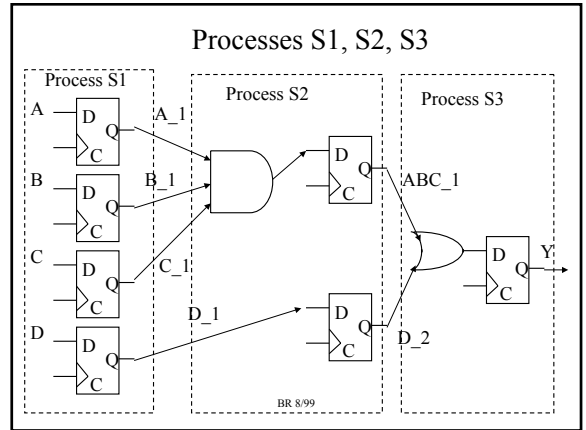 Processes S1, S2, S3
Process S1
Process S2
Process S3
A
D
Q
C
A_1
B
D
Q
C
B_1
C
D
Q
C
C_1
D
D
Q
C
D_1
D
Q
C
ABC_1
D
Q
C
D_2
D
Q
C
Y
BR 8/99